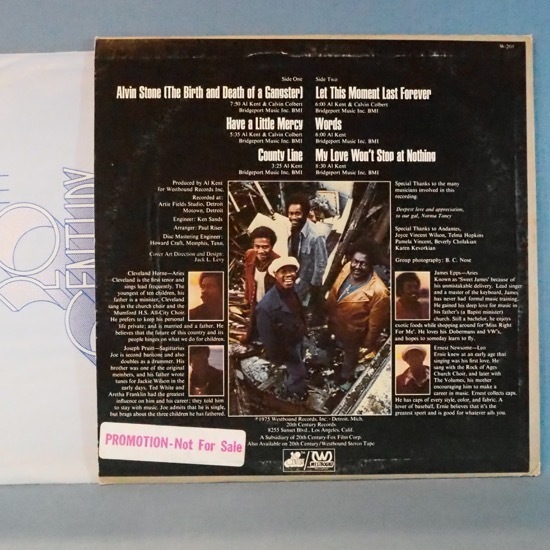 W-201
Side One
Alvin Stone (The Birth and Death of a Gangster)
7:50 Al Kent & Calvin Colbert
Bridgeport Music Inc. BMI
Have a Little Mercy
5:35 Al Kent & Calvin Colbert
Bridgeport Music Inc. BMI
County Line
3:25 Al Kent
Bridgeport Music Inc. BMI
Side Two
Let This Moment Last Forever
6:00 Al Kent & Calvin Colbert
Bridgeport Music Inc. BMI
Words
6:00 Al Kent
Bridgeport Music Inc. BMI
My Love Won't Stop at Nothing
8:30 Al Kent
Bridgeport Music Inc. BMI
Produced by Al Kent
for Westbound Records Inc.
Recorded at:
Artie Fields Studio, Detroit
Motown, Detroit
Engineer: Ken Sands
Arranger: Paul Riser
Disc Mastering Engineer:
Howard Craft, Memphis, Tenn.
Cover Art Direction and Design:
Jack L. Levy
Special Thanks to the many
musicians involved in this
recording.
Deepest love and appreciation,
to our gal, Norma Toney
Special Thanks to Andantes,
Joyce Vincent Wilson, Telma Hopkins
Pamela Vincent, Beverly
Karen Kevorkian
Group photography: B. C. Nose
Cleveland Horne—Aries
Cleveland is the first tenor and
sings lead frequently. The
youngest of ten children, his
father is a minister, Cleveland
sang in the church choir and the
Mumford H.S. All-City Choir.
He prefers to keep his personal
life private; and is married and a father. He
believes that the future of this country and its
people hinges on what we do for children.
Joseph Pruitt—Sagittarius
Joe is second baritone and also
doubles as a drummer. His
brother was one of the original
members, and his father wrote
tunes for Jackie Wilson in the
early days. Ted White and
Aretha Franklin had the greatest
influence on him and his career; they told him
to stay with music. Joe admits that he is single,
but brags about the three children he has fathered.
James Epps—Aries
Known as 'Sweet James' because of
his unmistakable delivery. Lead singer
and a master of the keyboard, James
has never had formal music training.
He gained his deep love for music in
his father's (a Bapist minister)
church. Still a bachelor, he enjoys
exotic foods while shopping around for 'Miss Right
For Me'. He loves his Dobermans and VW's,
and hopes to someday learn to fly.
Ernest Newsome—Leo
Ernie knew at an early age that
singing was his first love. He
sang with the Rock of Ages
Church Choir, and later with
The Volumes, his mother
encouraging him to make a
career in music. Ernest collects caps.
He has caps of every style, color, and fabric. A
lover of baseball, Ernie believes that it's the
greatest sport and is good for whatever ails you.
℗ 1975 Westbound Records, Inc. - Detroit, Mich.
20th Century Records
8255 Sunset Blvd., Los Angeles, Calif.
A Subsidiary of 20th Century-Fox Film Corp.
Also Available on 20th Century/Westbound Stereo Tape
PROMOTION-Not For Sale